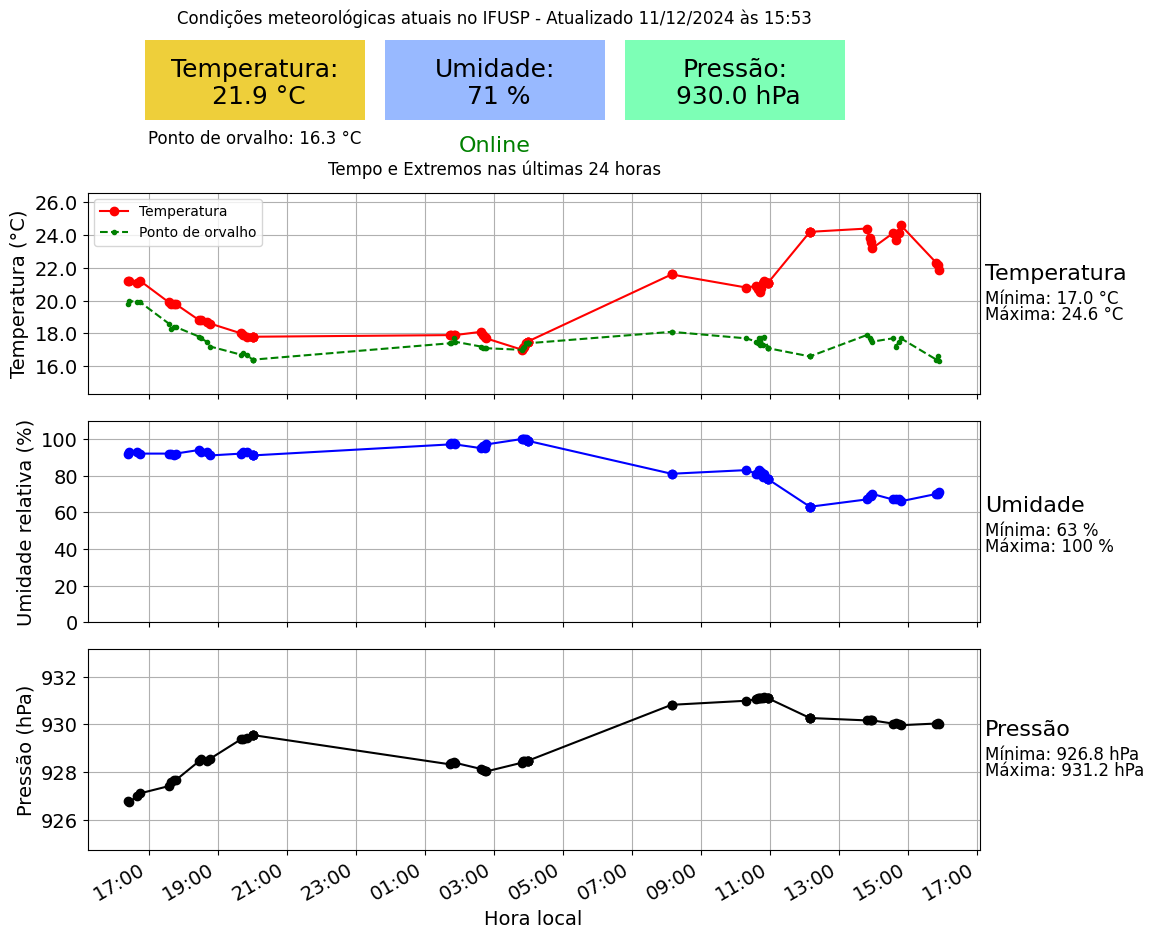 Condições meteorológicas atuais no IFUSP - Atualizado 11/12/2024 às 15:53
Temperatura:
21.9 °C
Umidade:
71 %
Pressão:
930.0 hPa
Ponto de orvalho: 16.3 °C
Online
Tempo e Extremos nas últimas 24 horas
Temperatura (°C)
26.0
24.0
22.0
20.0
18.0
16.0
Temperatura
Ponto de orvalho
Temperatura
Mínima: 17.0 °C
Máxima: 24.6 °C
Umidade relativa (%)
100
80
60
40
20
0
Umidade
Mínima: 63 %
Máxima: 100 %
Pressão (hPa)
932
930
928
926
Pressão
Mínima: 926.8 hPa
Máxima: 931.2 hPa
17:00 19:00 21:00 23:00 01:00 03:00 05:00 07:00 09:00 11:00 13:00 15:00 17:00
Hora local